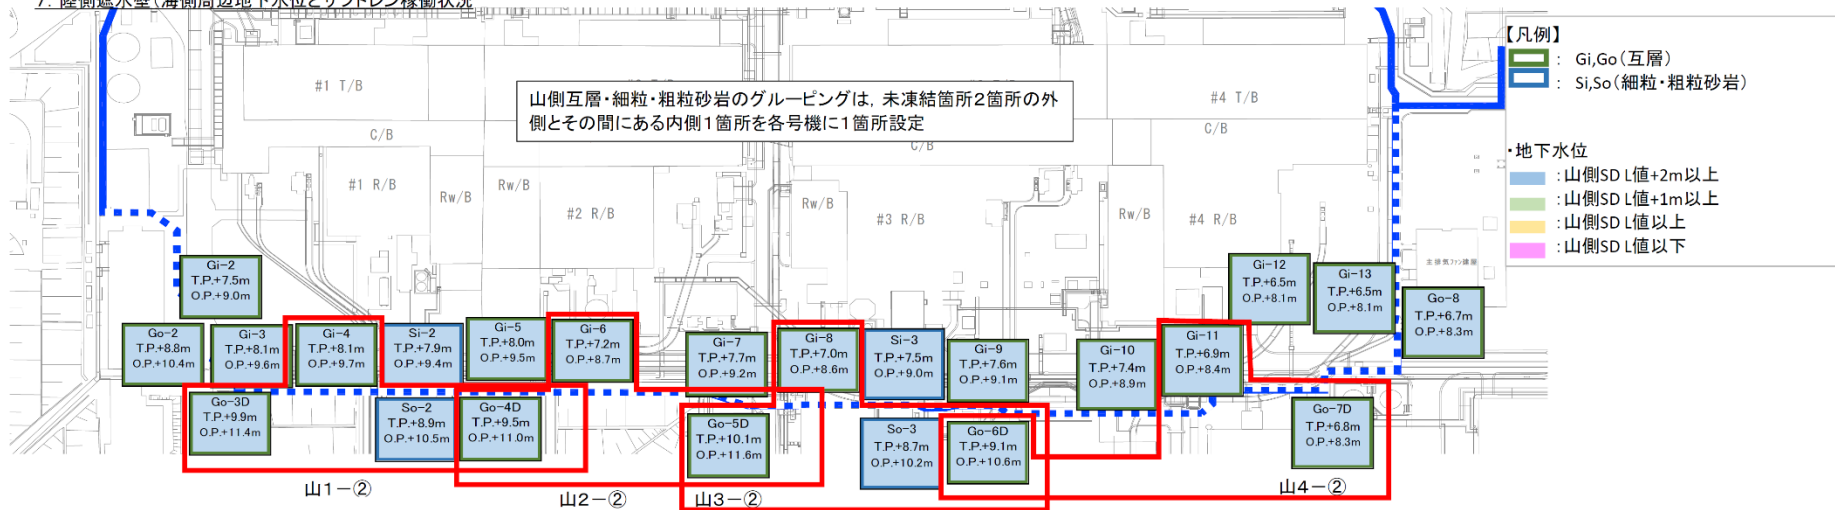 7. 陸側遮水壁(海側周辺地下水位とサブドレン稼働状況
【凡例】
: Gi,Go(互層)
: Si,So(細粒・粗粒砂岩)
・地下水位
:山側SD L値+2m以上
:山側SD L値+1m以上
:山側SD L値以上
:山側SD L値以下
山側互層・細粒・粗粒砂岩のグルーピングは, 未凍結箇所2箇所の外
側とその間にある内側1箇所を各号機に1箇所設定
#1 T/B
#4 T/B
C/B
C/B
C/B
#1 R/B
Rw/B
#2 R/B
Rw/B
#3 R/B
Rw/B
#4 R/B
主排気ファン建屋
Gi-2
T.P.+7.5m
O.P.+9.0m
Gi-12
T.P.+6.5m
O.P.+8.1m
Gi-13
T.P.+6.5m
O.P.+8.1m
Go-8
T.P.+6.7m
O.P.+8.3m
Go-2
T.P.+8.8m
O.P.+10.4m
Gi-3
T.P.+8.1m
O.P.+9.6m
Gi-4
T.P.+8.1m
O.P.+9.7m
Si-2
T.P.+7.9m
O.P.+9.4m
Gi-5
T.P.+8.0m
O.P.+9.5m
Gi-6
T.P.+7.2m
O.P.+8.7m
Gi-7
T.P.+7.7m
O.P.+9.2m
Gi-8
T.P.+7.0m
O.P.+8.6m
Si-3
T.P.+7.5m
O.P.+9.0m
Gi-9
T.P.+7.6m
O.P.+9.1m
Gi-10
T.P.+7.4m
O.P.+8.9m
Gi-11
T.P.+6.9m
O.P.+8.4m
Go-3D
T.P.+9.9m
O.P.+11.4m
So-2
T.P.+8.9m
O.P.+10.5m
Go-4D
T.P.+9.5m
O.P.+11.0m
Go-5D
T.P.+10.1m
O.P.+11.6m
So-3
T.P.+8.7m
O.P.+10.2m
Go-6D
T.P.+9.1m
O.P.+10.6m
Go-7D
T.P.+6.8m
O.P.+8.3m
山1-②
山2-②
山3-②
山4-②